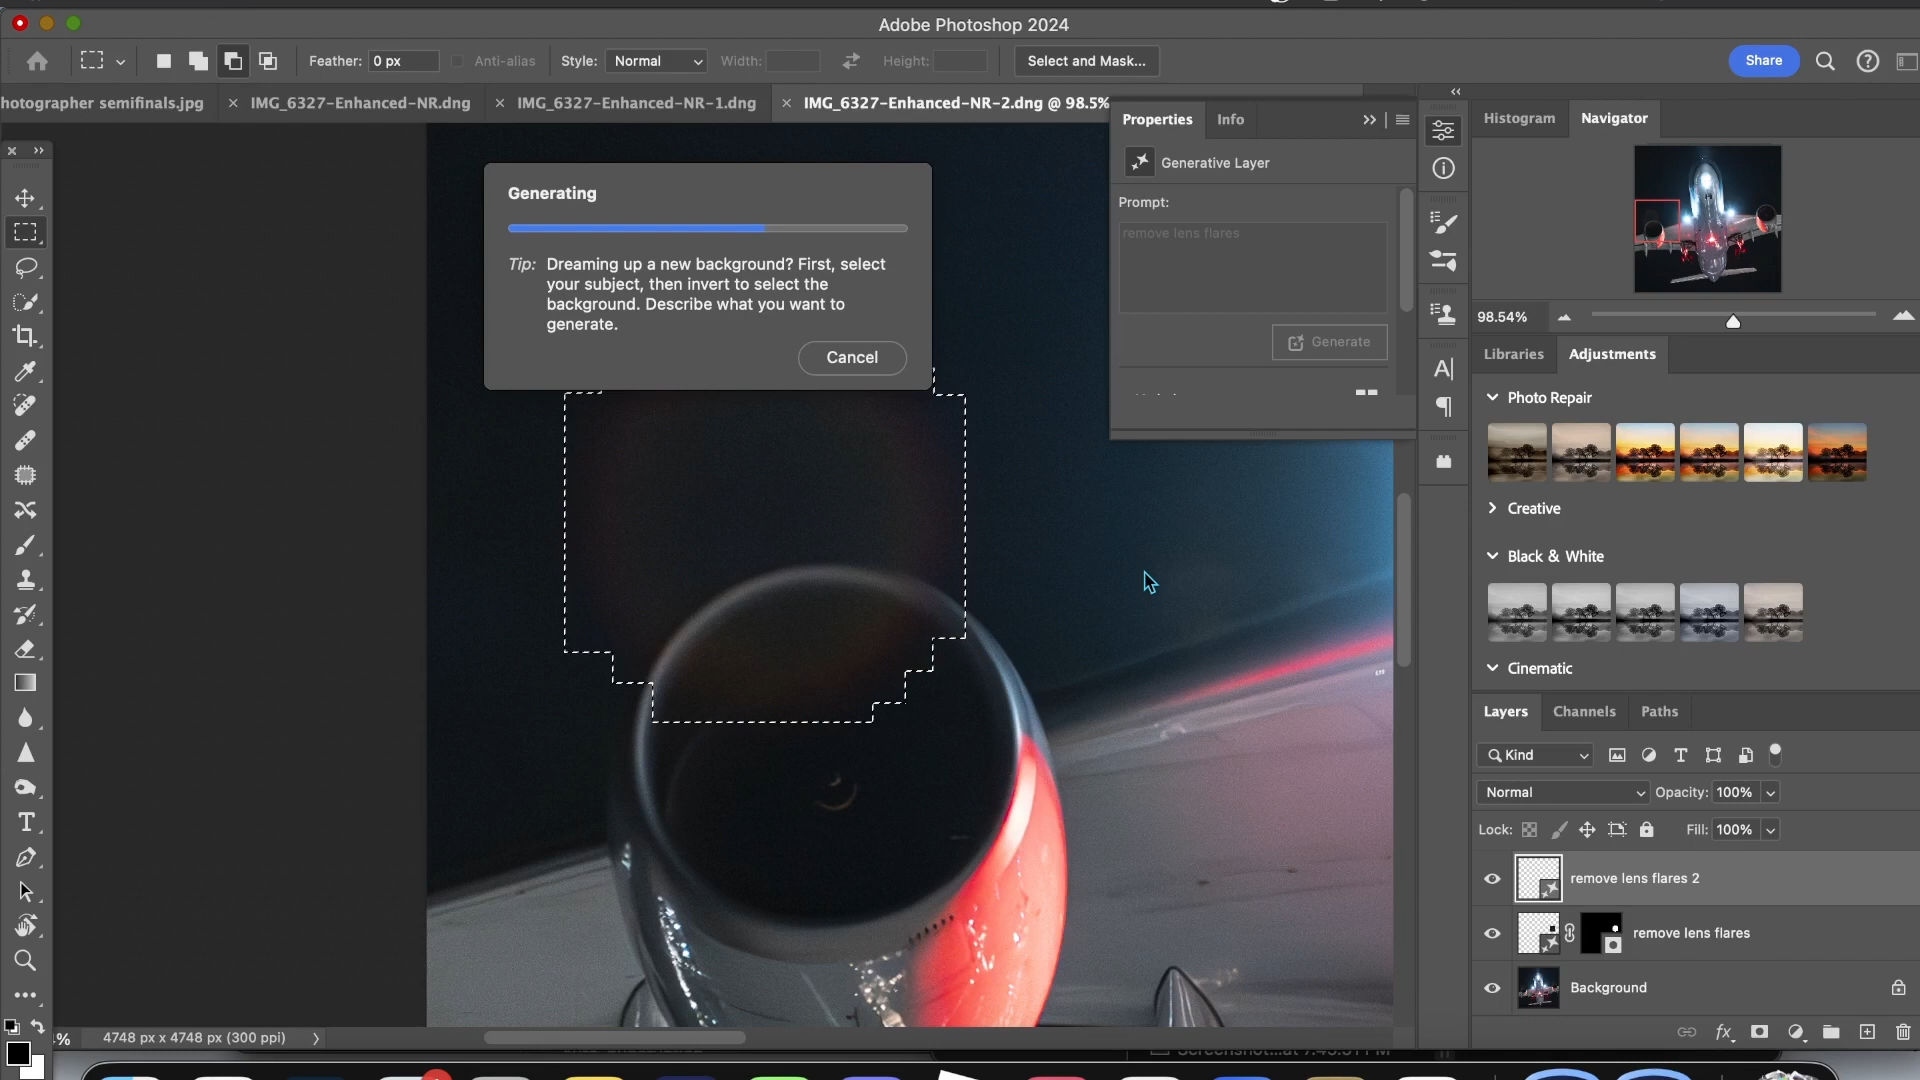 Adobe Photoshop 2024
Feather: 0 px Anti-alias Style: Normal Width: Height: Select and Mask... Share
hotographer semifinals.jpg × IMG_6327-Enhanced-NR.dng × IMG_6327-Enhanced-NR-1.dng × IMG_6327-Enhanced-NR-2.dng @ 98.5%
Properties Info
Generative Layer
Prompt:
remove lens flares
Generate
Generating
Tip: Dreaming up a new background? First, select
your subject, then invert to select the
background. Describe what you want to
generate.
Cancel
Histogram Navigator
98.54%
Libraries Adjustments
Photo Repair
Creative
Black & White
Cinematic
Layers Channels Paths
Kind
Normal Opacity: 100%
Lock: Fill: 100%
remove lens flares 2
remove lens flares
Background
% 4748 px x 4748 px (300 ppi)